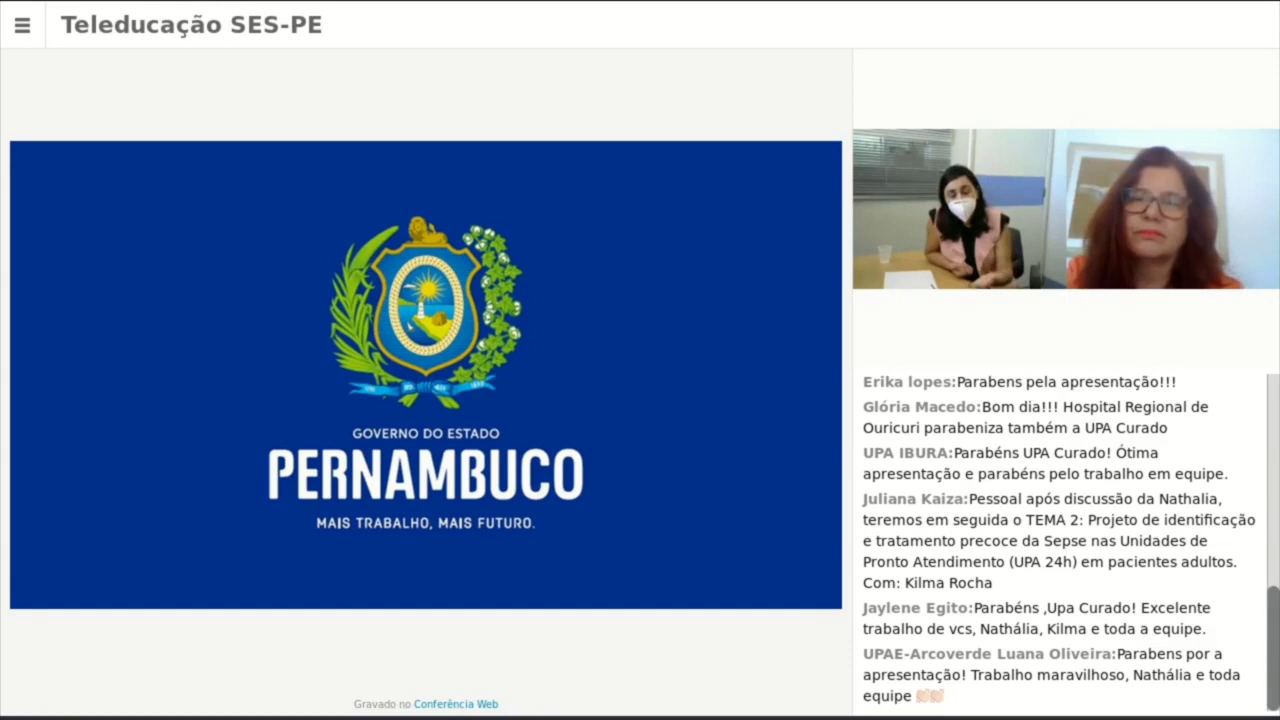 Teleducação SES-PE
GOVERNO DO ESTADO
PERNAMBUCO
MAIS TRABALHO, MAIS FUTURO.
Gravado no Conferência Web
Erika lopes:Parabens pela apresentação!!!
Glória Macedo:Bom dia!!! Hospital Regional de
Ouricuri parabeniza também a UPA Curado
UPA IBURA:Parabéns UPA Curado! Ótima
apresentação e parabéns pelo trabalho em equipe.
Juliana Kaiza:Pessoal após discussão da Nathalia,
teremos em seguida o TEMA 2: Projeto de identificação
e tratamento precoce da Sepse nas Unidades de
Pronto Atendimento (UPA 24h) em pacientes adultos.
Com: Kilma Rocha
Jaylene Egito:Parabéns ,Upa Curado! Excelente
trabalho de vcs, Nathália, Kilma e toda a equipe.
UPAE-Arcoverde Luana Oliveira:Parabens por a
apresentação! Trabalho maravilhoso, Nathália e toda
equipe 👏🏻👏🏻